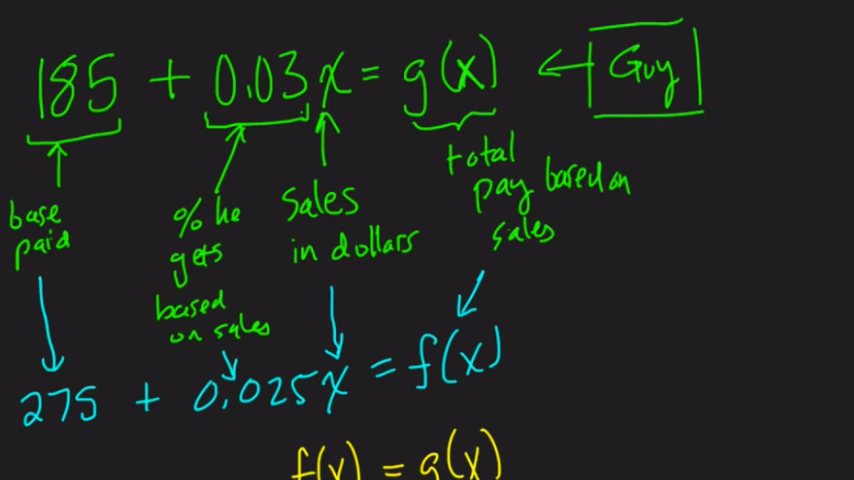 185 + 0.03x = g(x) ← Guy
base
paid
% he
gets
based
on sales
sales
in dollars
total
pay based on
sales
275 + 0.025x = f(x)
f(x) = g(x)